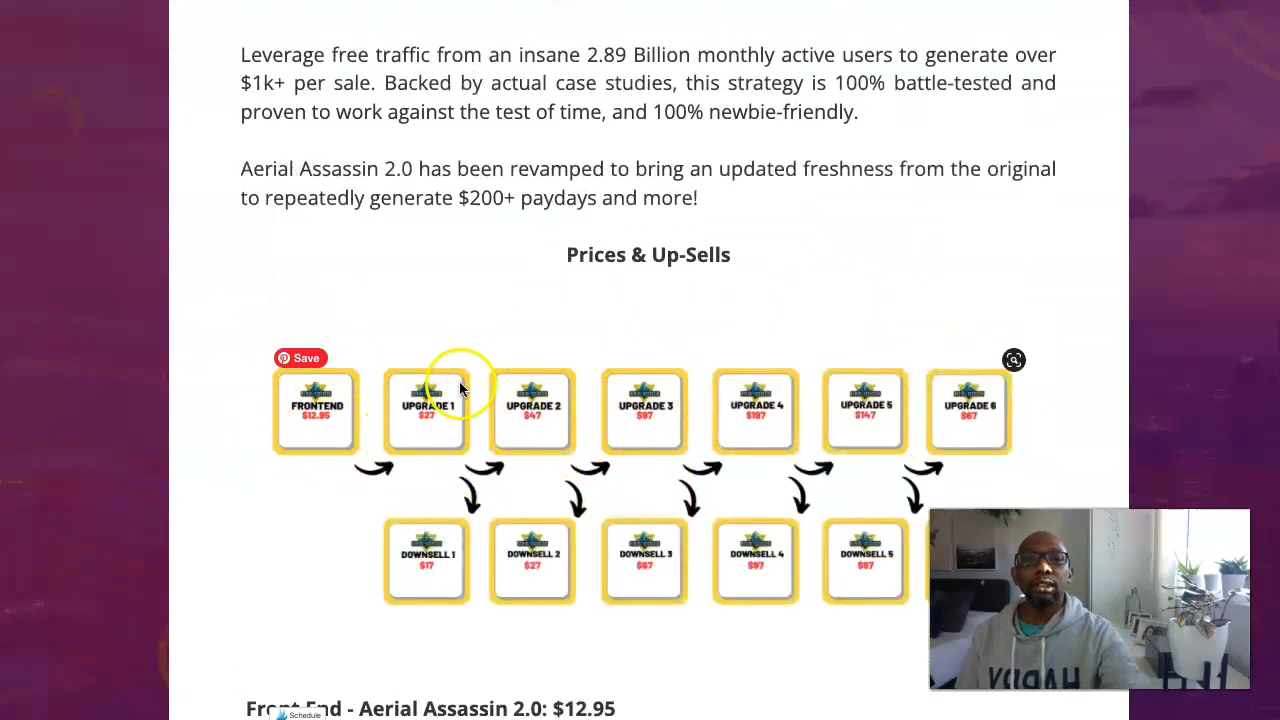 Leverage free traffic from an insane 2.89 Billion monthly active users to generate over
$1k+ per sale. Backed by actual case studies, this strategy is 100% battle-tested and
proven to work against the test of time, and 100% newbie-friendly.
Aerial Assassin 2.0 has been revamped to bring an updated freshness from the original
to repeatedly generate $200+ paydays and more!
Prices & Up-Sells
Save
FRONTEND
$12.95
UPGRADE 1
$27
UPGRADE 2
$47
UPGRADE 3
$97
UPGRADE 4
$197
UPGRADE 5
$147
UPGRADE 6
$67
DOWNSELL 1
$17
DOWNSELL 2
$27
DOWNSELL 3
$67
DOWNSELL 4
$97
DOWNSELL 5
$97
HAPPY
Front End - Aerial Assassin 2.0: $12.95
Schedule